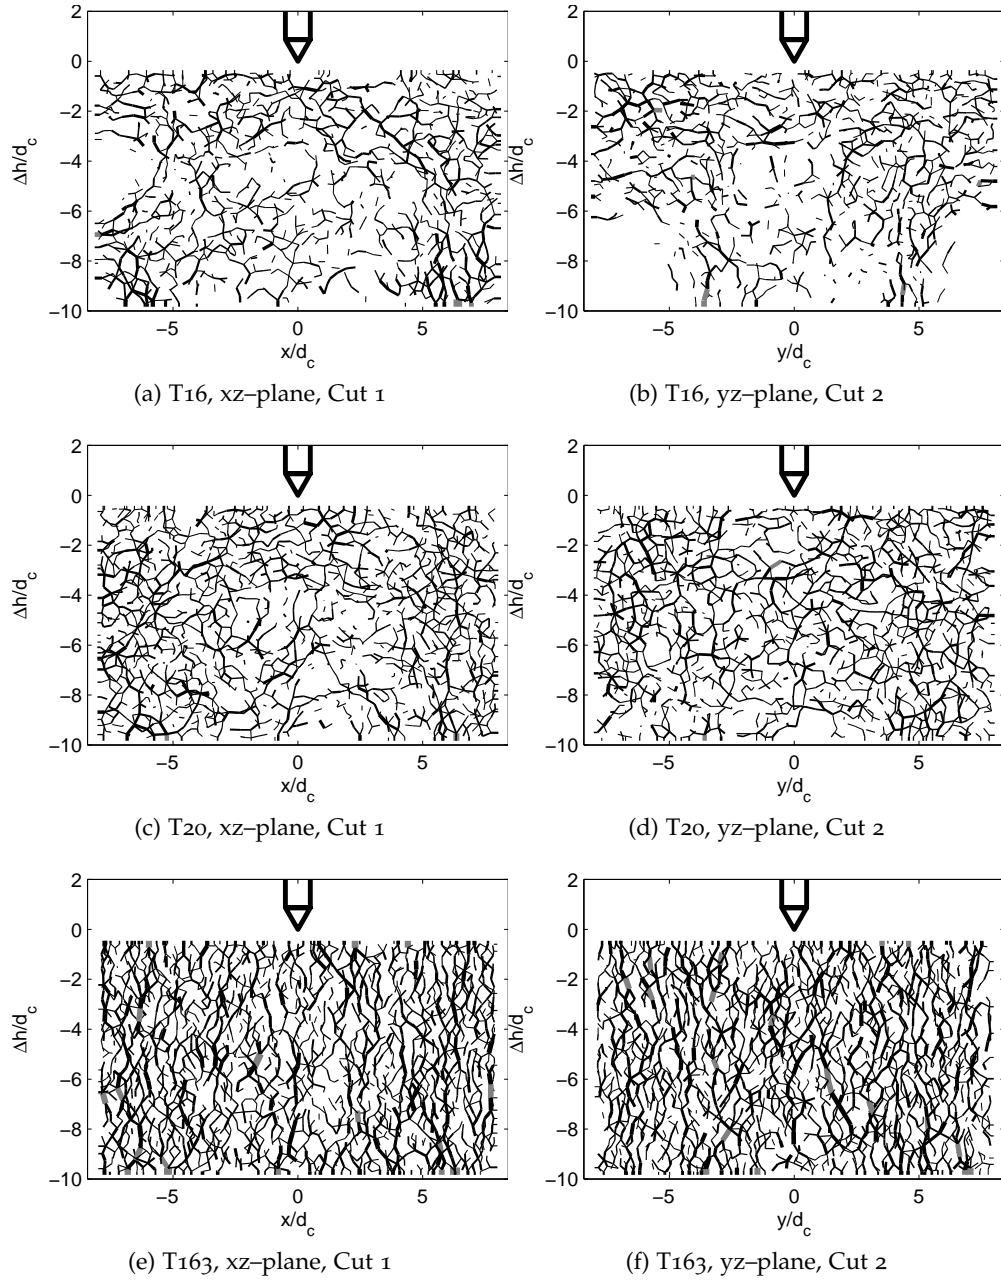 2
0
−2
−4
−6
−8
−10
Δh/d_c
−5 0 5
x/d_c
(a) T16, xz–plane, Cut 1
2
0
−2
−4
−6
−8
−10
Δh/d_c
−5 0 5
y/d_c
(b) T16, yz–plane, Cut 2
2
0
−2
−4
−6
−8
−10
Δh/d_c
−5 0 5
x/d_c
(c) T20, xz–plane, Cut 1
2
0
−2
−4
−6
−8
−10
Δh/d_c
−5 0 5
y/d_c
(d) T20, yz–plane, Cut 2
2
0
−2
−4
−6
−8
−10
Δh/d_c
−5 0 5
x/d_c
(e) T163, xz–plane, Cut 1
2
0
−2
−4
−6
−8
−10
Δh/d_c
−5 0 5
y/d_c
(f) T163, yz–plane, Cut 2